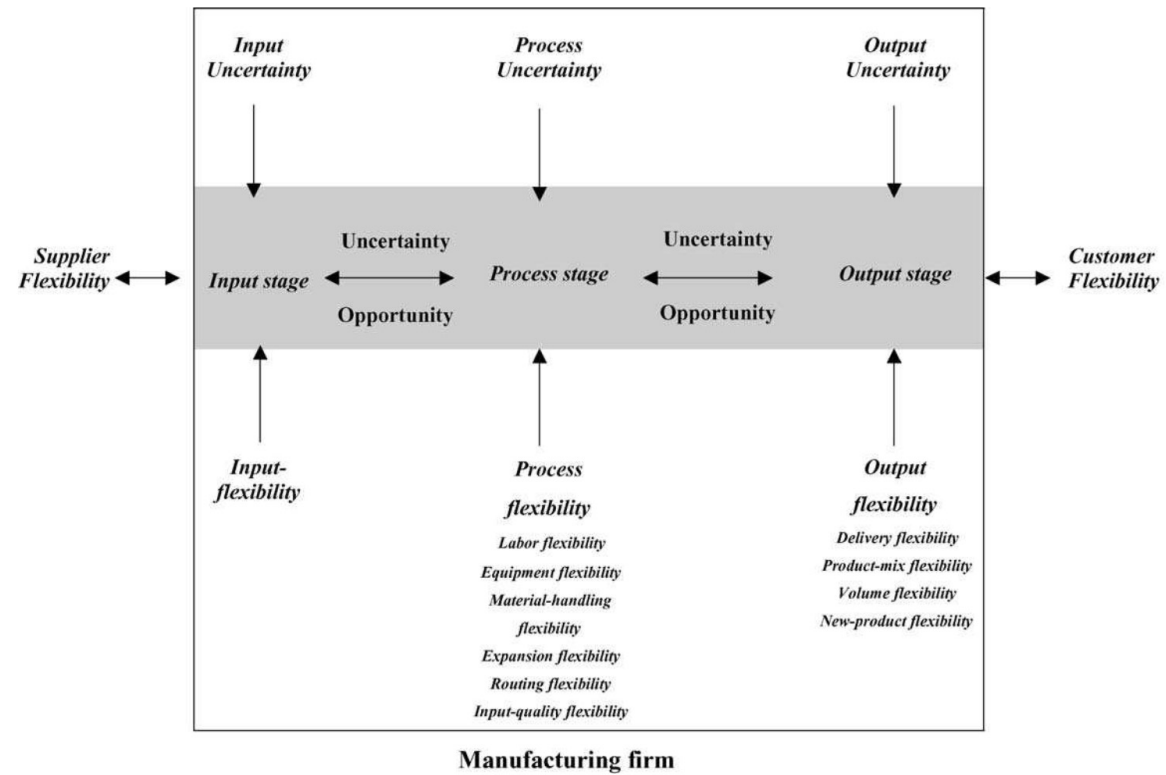 Input
Uncertainty
Process
Uncertainty
Output
Uncertainty
Supplier
Flexibility
Input stage
Uncertainty
Opportunity
Process stage
Uncertainty
Opportunity
Output stage
Customer
Flexibility
Input-
flexibility
Process
flexibility
Labor flexibility
Equipment flexibility
Material-handling
flexibility
Expansion flexibility
Routing flexibility
Input-quality flexibility
Output
flexibility
Delivery flexibility
Product-mix flexibility
Volume flexibility
New-product flexibility
Manufacturing firm